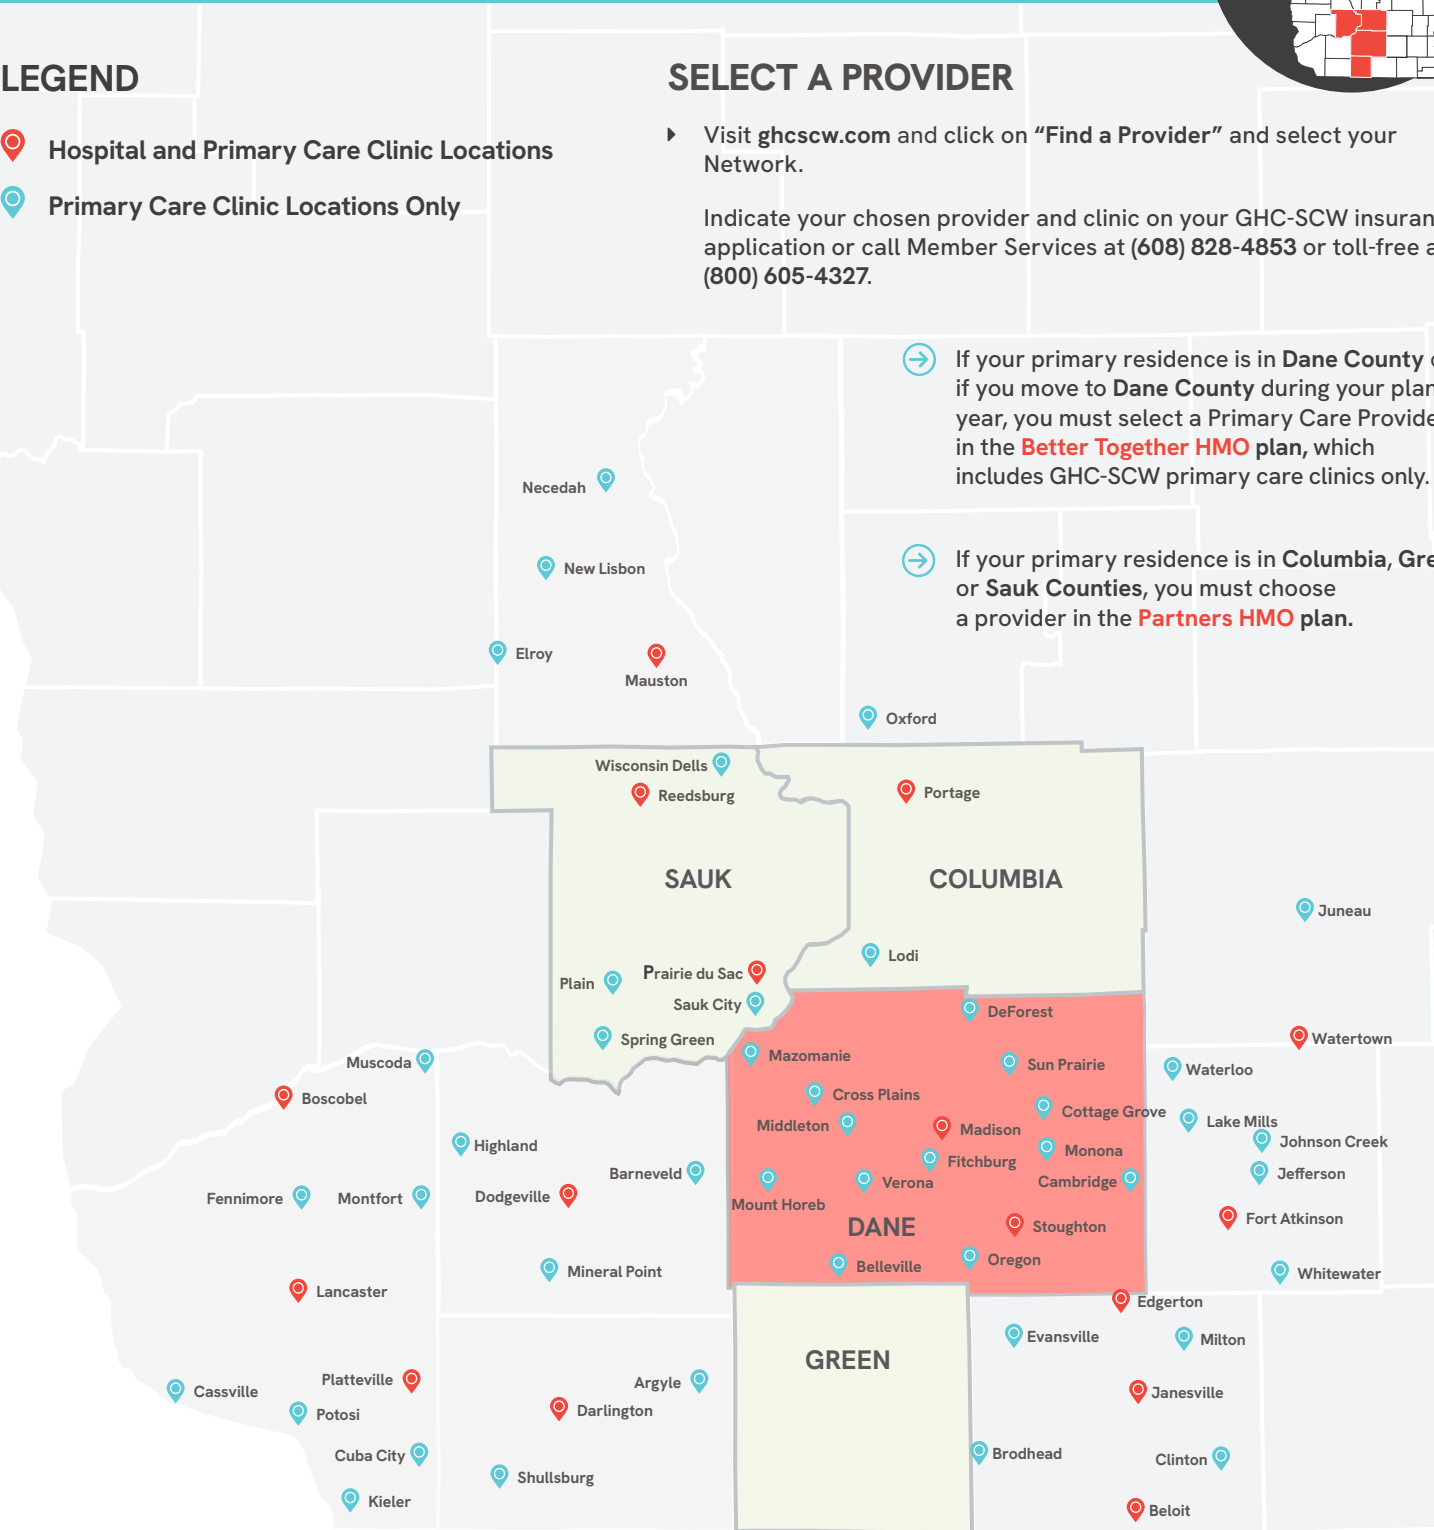 LEGEND
Hospital and Primary Care Clinic Locations
Primary Care Clinic Locations Only
SELECT A PROVIDER
Visit ghcscw.com and click on “Find a Provider” and select your
Network.
Indicate your chosen provider and clinic on your GHC-SCW
application or call Member Services at (608) 828-4853 or toll-free
(800) 605-4327.
If your primary residence is in Dane County
if you move to Dane County during your
year, you must select a Primary Care
in the Better Together HMO plan, which
includes GHC-SCW primary care clinics only.
If your primary residence is in Columbia,
or Sauk Counties, you must choose
a provider in the Partners HMO plan.
Necedah
New Lisbon
Elroy
Mauston
Oxford
Wisconsin Dells
Reedsburg
Portage
SAUK
COLUMBIA
Juneau
Lodi
Prairie du Sac
Plain
Sauk City
DeForest
Spring Green
Watertown
Mazomanie
Muscoda
Sun Prairie
Waterloo
Boscobel
Cross Plains
Cottage Grove
Lake Mills
Middleton
Madison
Johnson Creek
Highland
Monona
Fitchburg
Barneveld
Jefferson
Verona
Cambridge
Fennimore
Montfort
Dodgeville
Mount Horeb
Fort Atkinson
DANE
Stoughton
Oregon
Belleville
Mineral Point
Whitewater
Lancaster
Edgerton
Evansville
Milton
GREEN
Platteville
Argyle
Cassville
Janesville
Darlington
Potosi
Brodhead
Cuba City
Clinton
Shullsburg
Kieler
Beloit